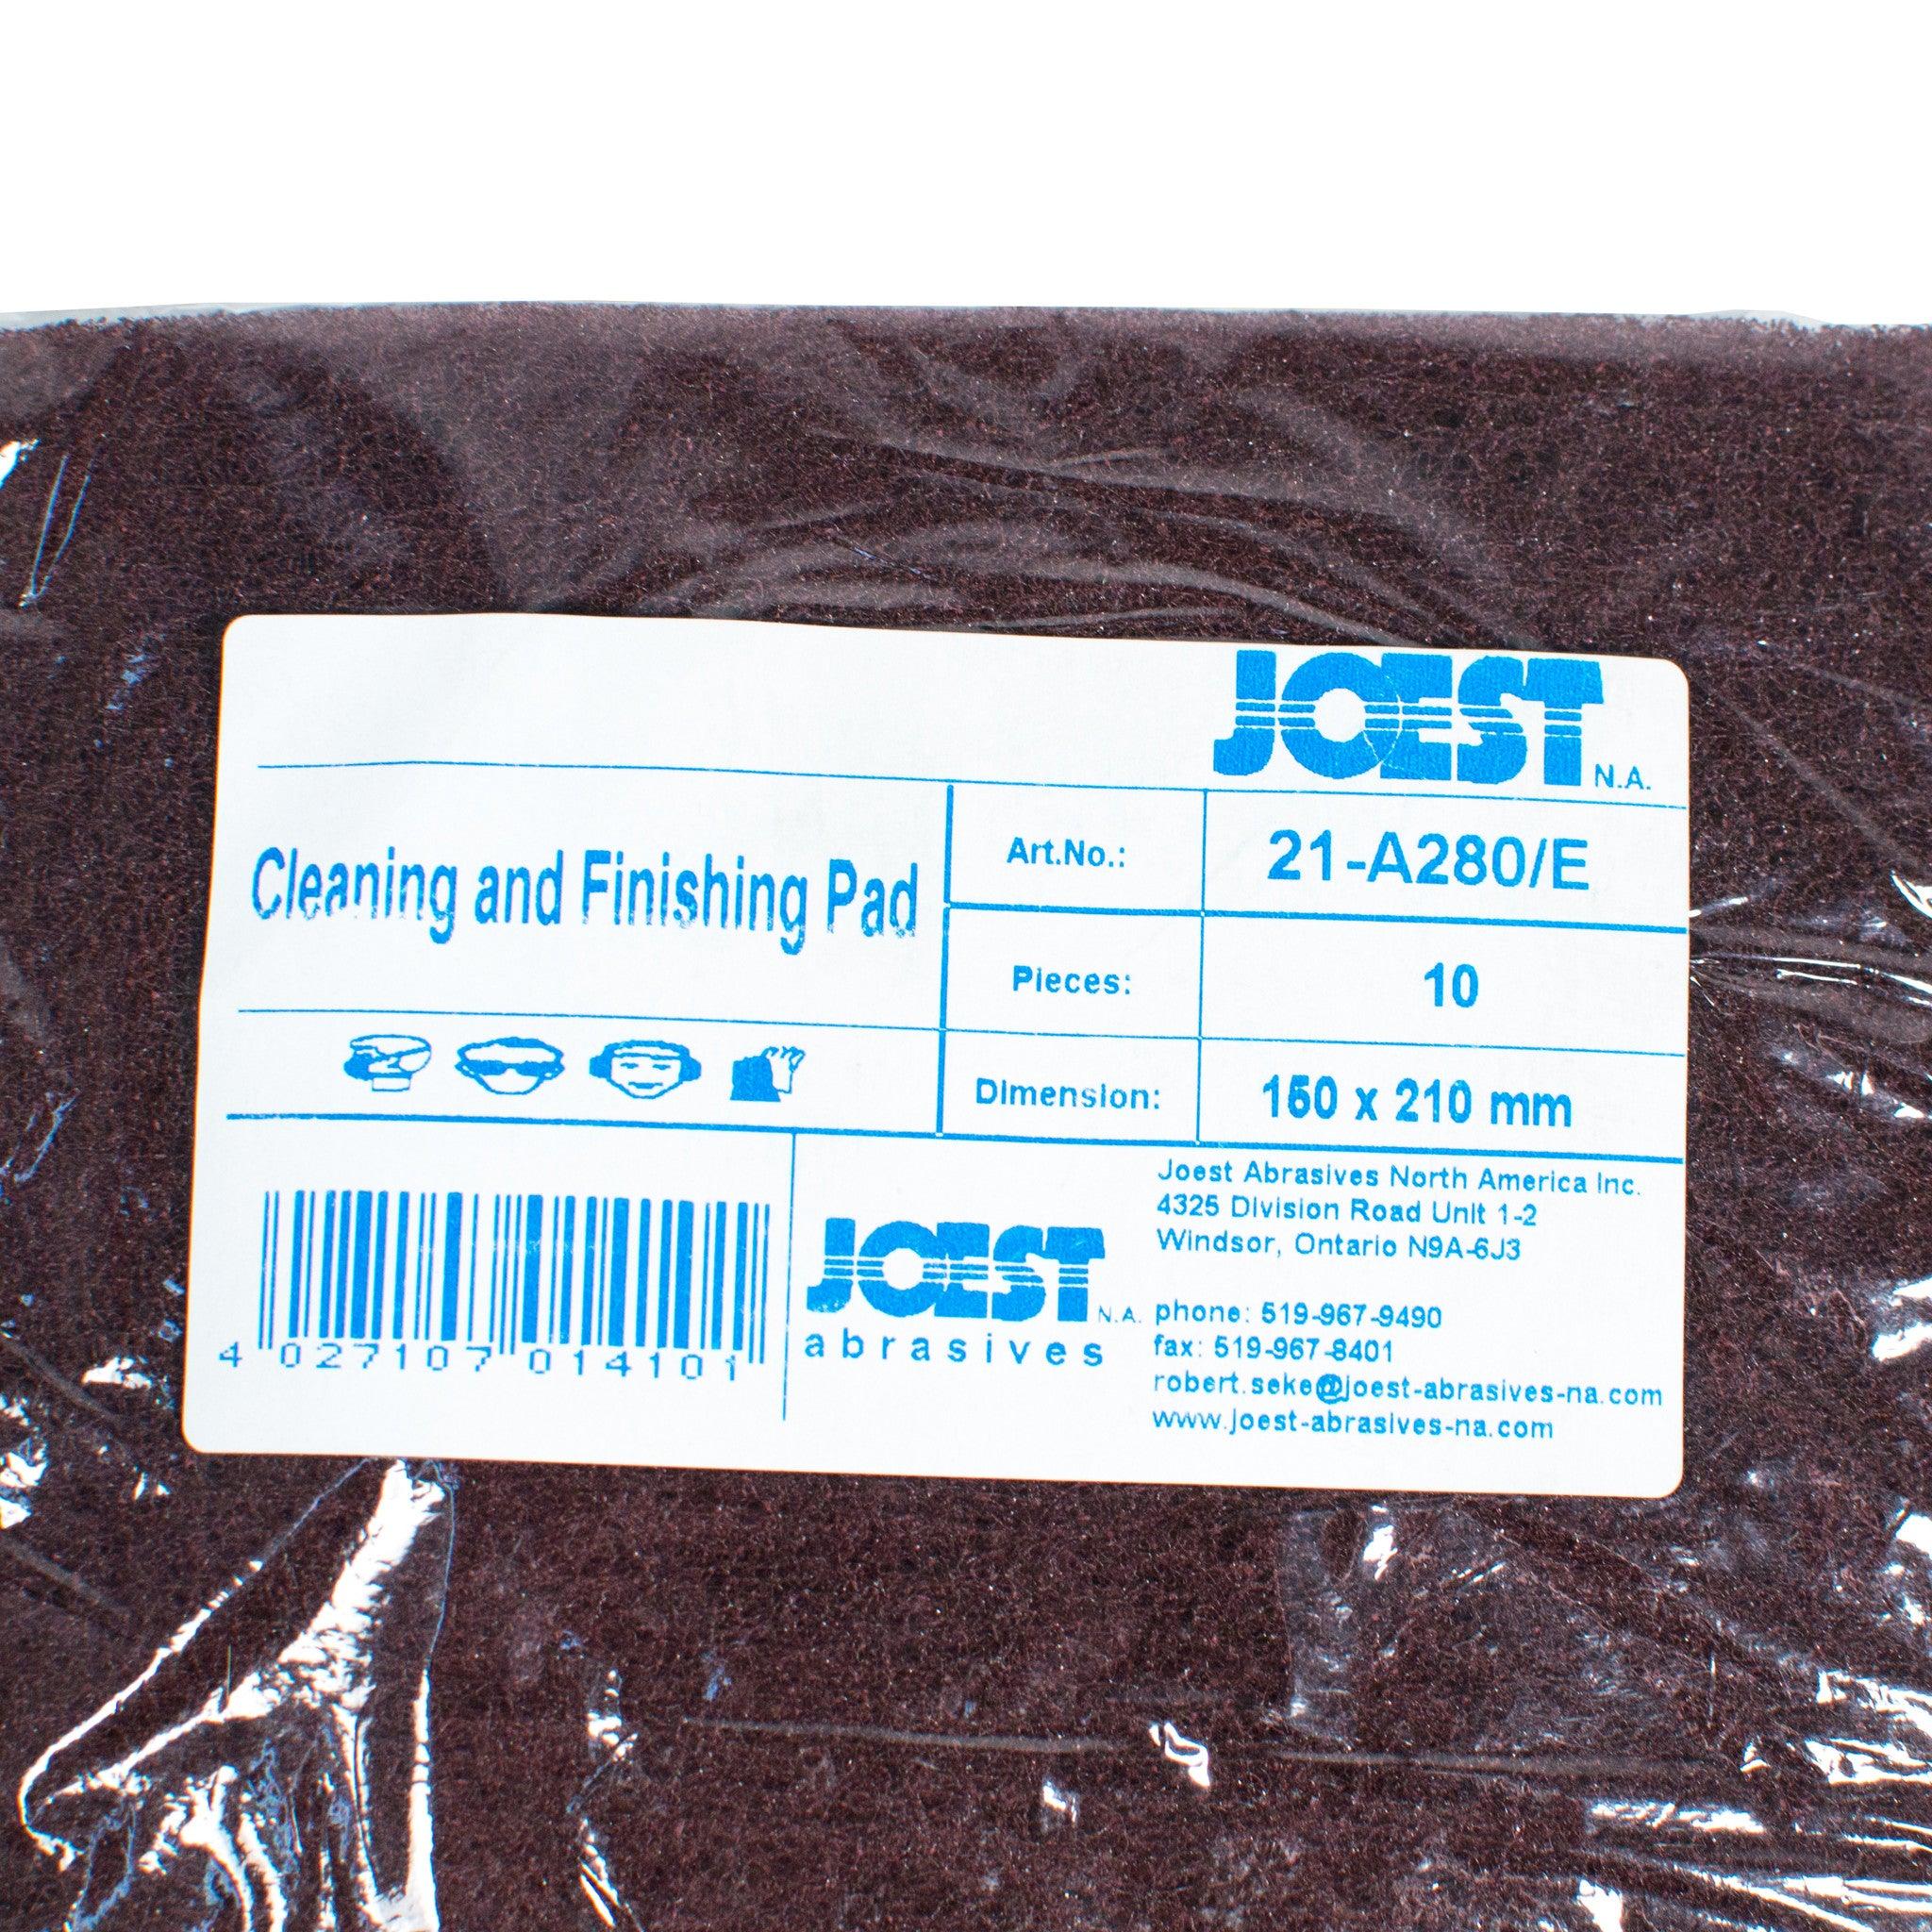 JOEST N.A.
Cleaning and Finishing Pad
Art.No.: 21-A280/E
Pieces: 10
Dimension: 150 x 210 mm
4 027107 014101
JOEST N.A.
abrasives
Joest Abrasives North America Inc.
4325 Division Road Unit 1-2
Windsor, Ontario N9A-6J3
phone: 519-967-9490
fax: 519-967-8401
robert.seke@joest-abrasives-na.com
www.joest-abrasives-na.com